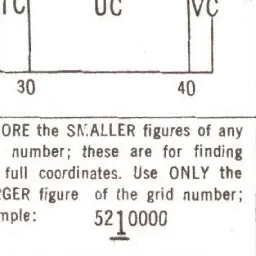 TC UC VC
30 40
ORE the SMALLER figures of any
number; these are for finding
full coordinates. Use ONLY the
GER figure of the grid number;
mple: 5210000